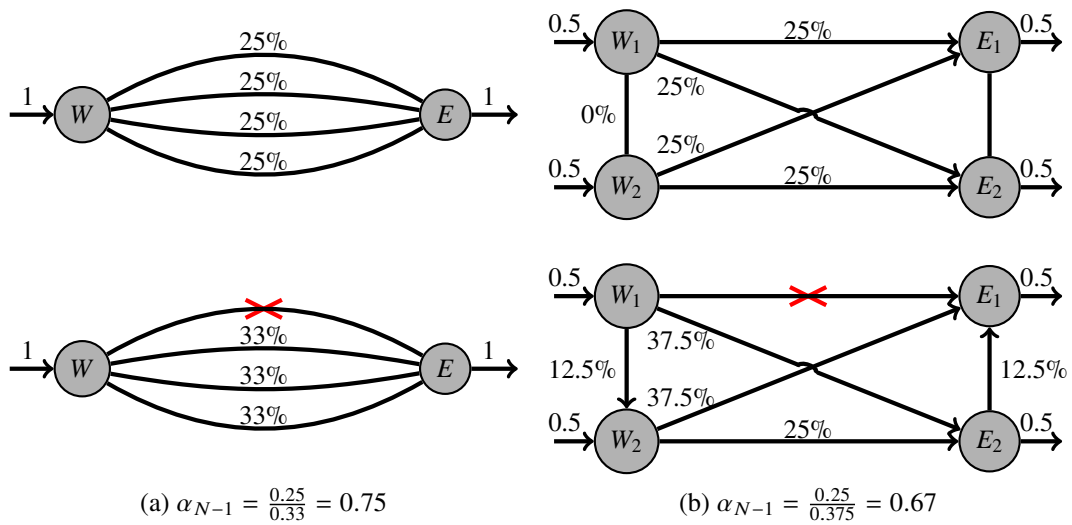 25%
25%
1 W 25% E 1
25%
0.5 W1 25% E1 0.5
25%
0%
25%
0.5 W2 25% E2 0.5
33%
1 W 33% E 1
33%
0.5 W1 E1 0.5
37.5%
12.5% 12.5%
37.5%
0.5 W2 25% E2 0.5
(a) αN−1 = 0.25/0.33 = 0.75
(b) αN−1 = 0.25/0.375 = 0.67